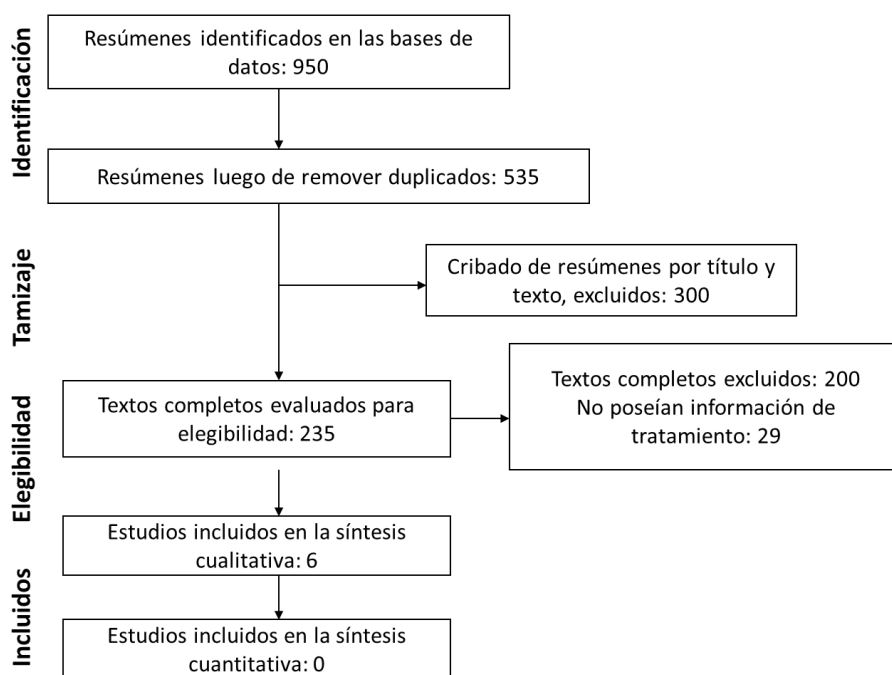 Identificación
Resúmenes identificados en las bases de
datos: 950
Resúmenes luego de remover duplicados: 535
Tamizaje
Cribado de resúmenes por título y
texto, excluidos: 300
Elegibilidad
Textos completos evaluados para
elegibilidad: 235
Textos completos excluidos: 200
No poseían información de
tratamiento: 29
Incluidos
Estudios incluidos en la síntesis
cualitativa: 6
Estudios incluidos en la síntesis
cuantitativa: 0